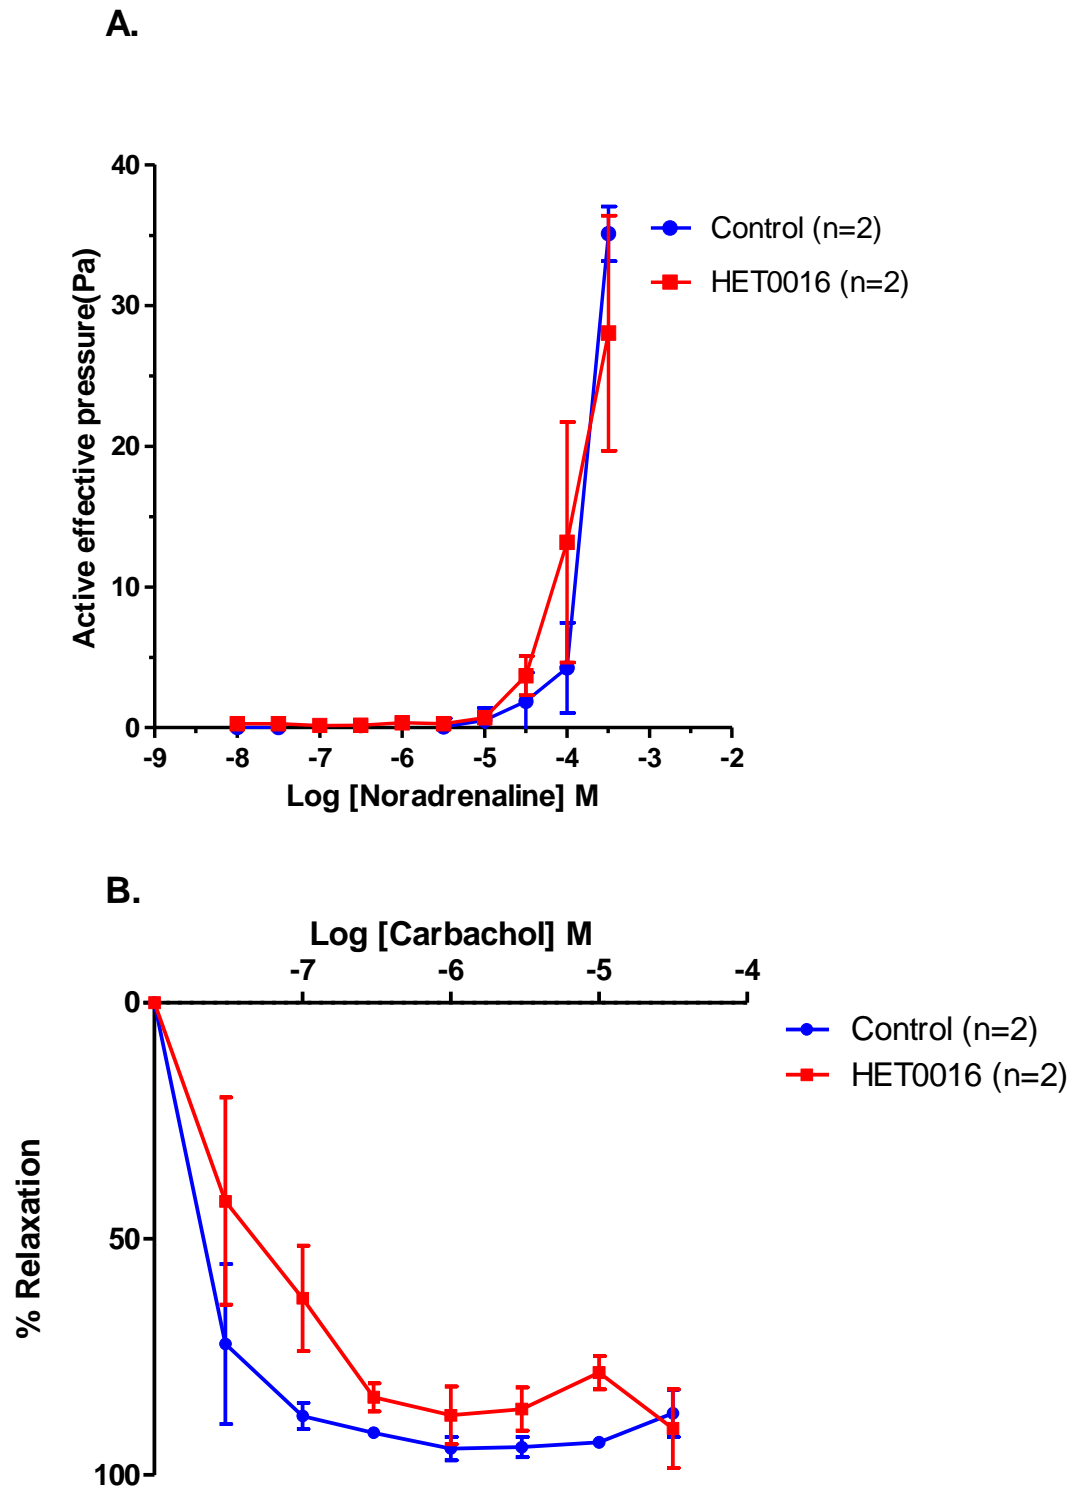 A.
40
30
20
10
0
Active effective pressure(Pa)
-9 -8 -7 -6 -5 -4 -3 -2
Log [Noradrenaline] M
Control (n=2)
HET0016 (n=2)
B.
Log [Carbachol] M
-7 -6 -5 -4
0
50
100
% Relaxation
Control (n=2)
HET0016 (n=2)